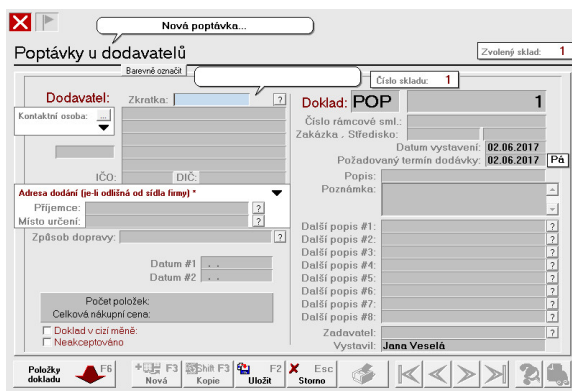 Nová poptávka...
Poptávky u dodavatelů
Zvolený sklad: 1
Barevně označit
Číslo skladu: 1
Dodavatel: Zkratka: ?
Kontaktní osoba: ...
IČO: DIČ:
Adresa dodání (je-li odlišná od sídla firmy) *
Příjemce: ?
Místo určení: ?
Způsob dopravy: ?
Datum #1 . .
Datum #2 . .
Počet položek:
Celková nákupní cena:
Doklad v cizí měně:
Neakceptováno
Doklad: POP 1
Číslo rámcové sml.:
Zakázka . Středisko:
Datum vystavení: 02.06.2017
Požadovaný termín dodávky: 02.06.2017 Pá
Popis:
Poznámka:
Další popis #1: ?
Další popis #2: ?
Další popis #3: ?
Další popis #4: ?
Další popis #5: ?
Další popis #6: ?
Další popis #7: ?
Další popis #8: ?
Zadavatel: ?
Vystavil: Jana Veselá
Položky dokladu F6
F3 Nová
Shift F3 Kopie
F2 Uložit
Esc Storno